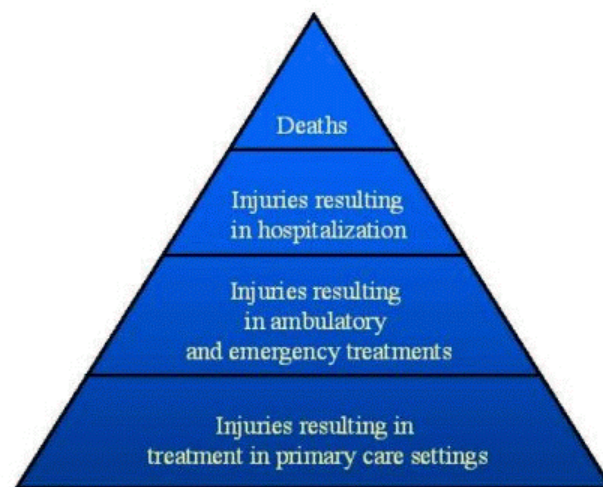 Deaths
Injuries resulting
in hospitalization
Injuries resulting
in ambulatory
and emergency treatments
Injuries resulting in
treatment in primary care settings